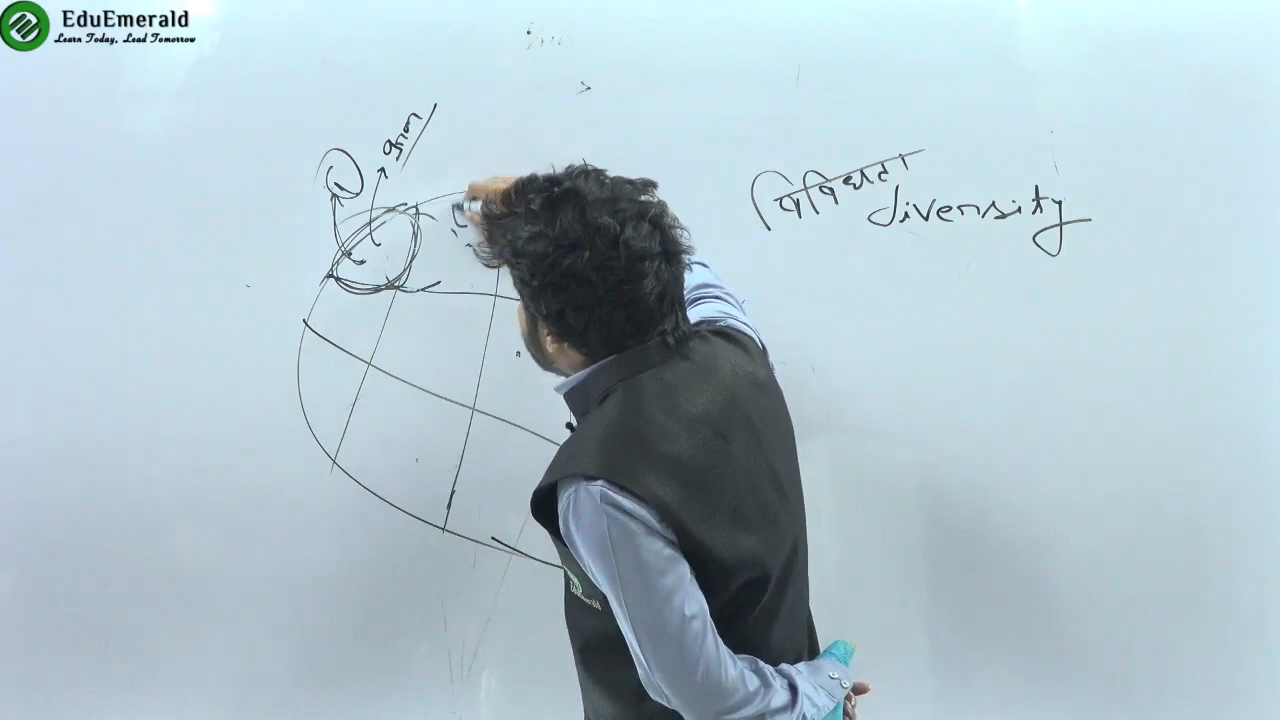 EduEmerald
Learn Today, Lead Tomorrow
विविधता
diversity